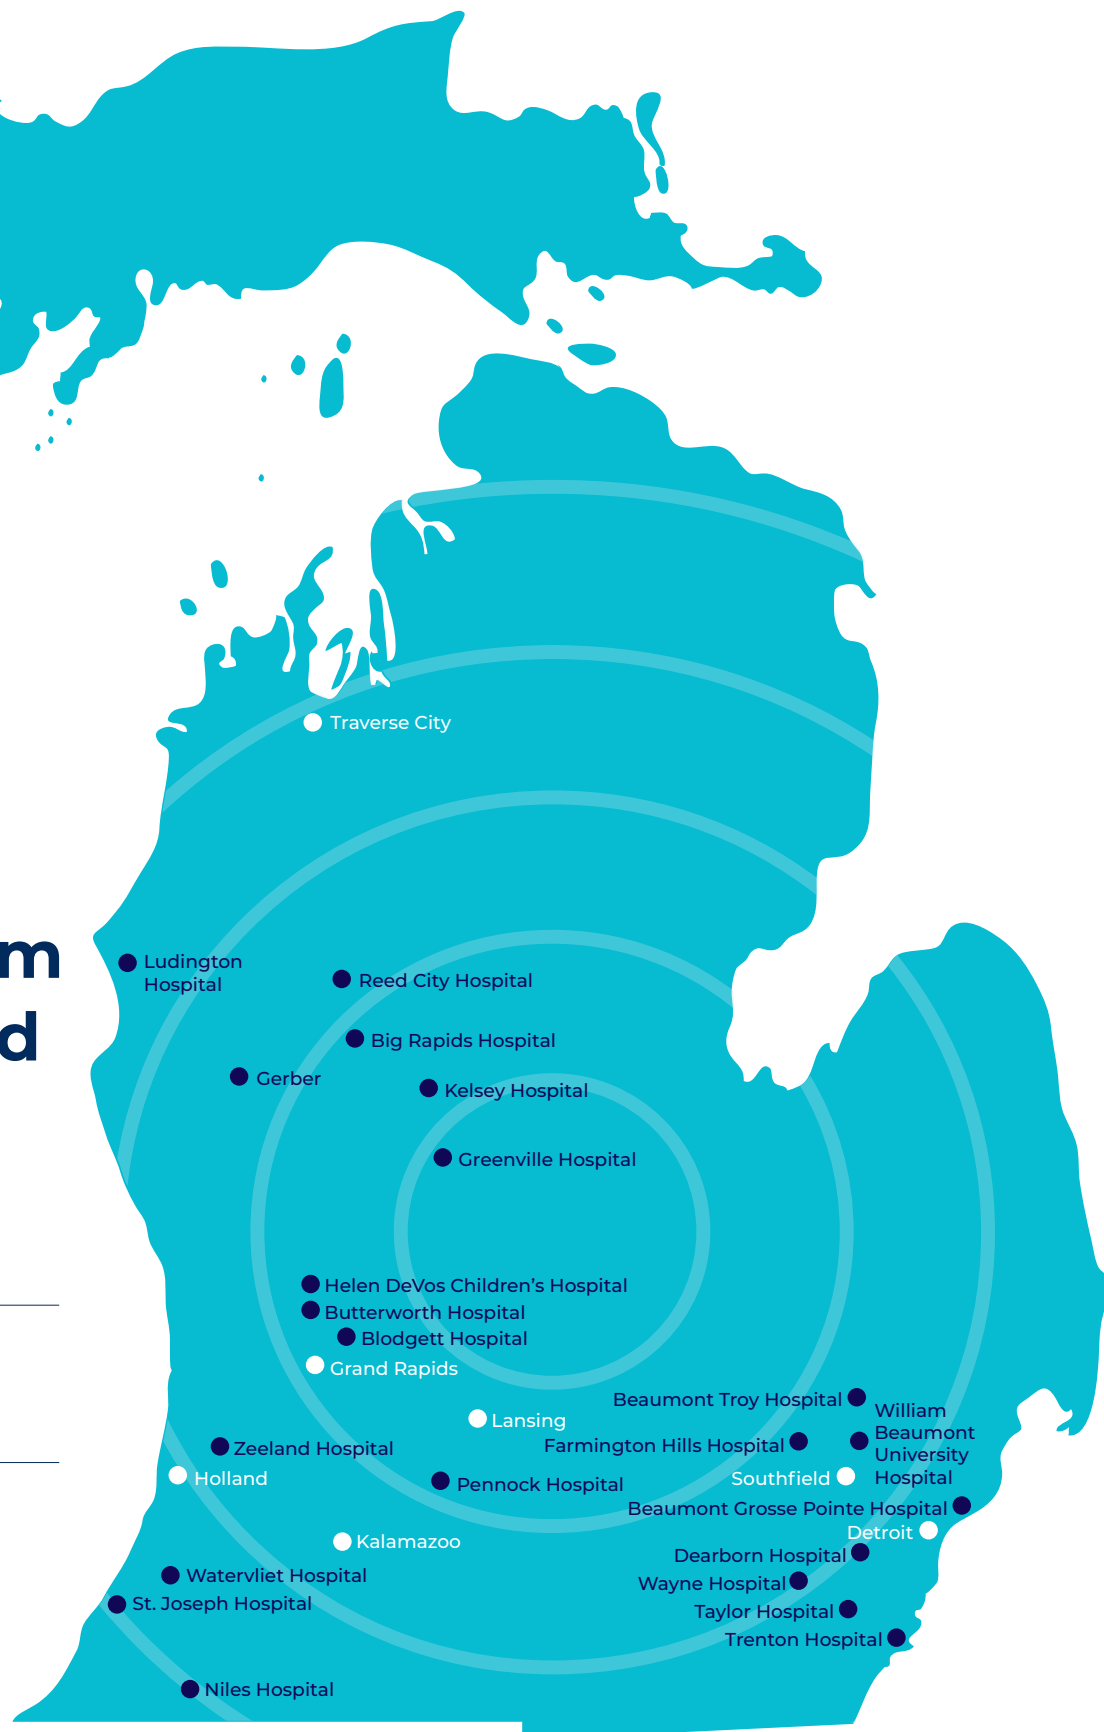 Traverse City
m
d
Ludington
Hospital
Reed City Hospital
Big Rapids Hospital
Gerber
Kelsey Hospital
Greenville Hospital
Helen DeVos Children’s Hospital
Butterworth Hospital
Blodgett Hospital
Grand Rapids
Lansing
Beaumont Troy Hospital
William
Beaumont
University
Hospital
Farmington Hills Hospital
Zeeland Hospital
Holland
Pennock Hospital
Southfield
Beaumont Grosse Pointe Hospital
Detroit
Kalamazoo
Dearborn Hospital
Watervliet Hospital
Wayne Hospital
St. Joseph Hospital
Taylor Hospital
Trenton Hospital
Niles Hospital